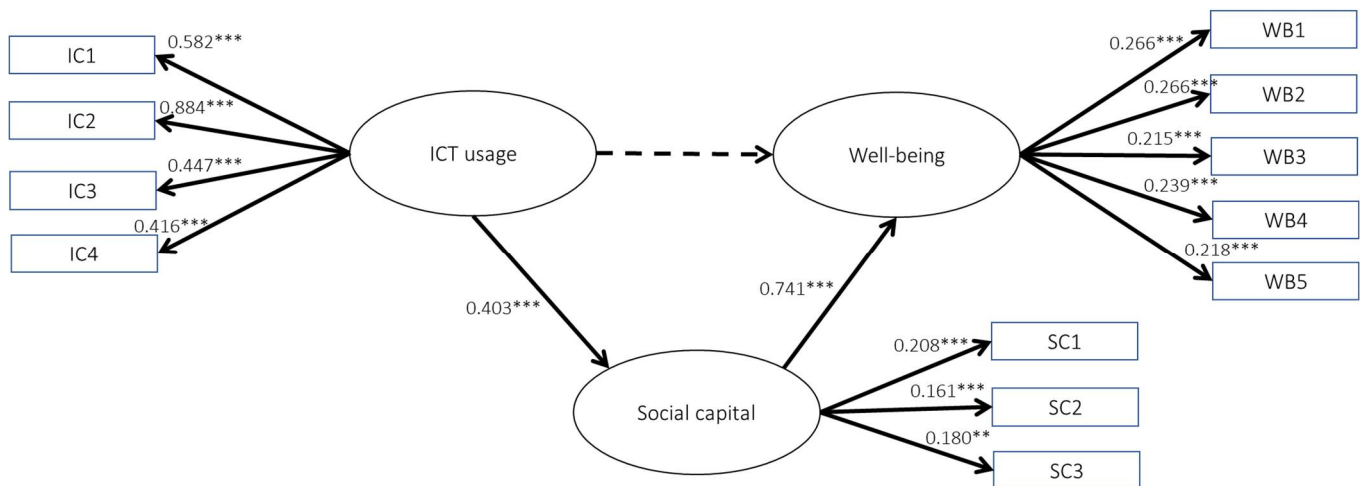 IC1
0.582***
IC2
0.884***
IC3
0.447***
IC4
0.416***
ICT usage
Well-being
0.266***
WB1
0.266***
WB2
0.215***
WB3
0.239***
WB4
0.218***
WB5
0.403***
0.741***
Social capital
0.208***
SC1
0.161***
SC2
0.180**
SC3